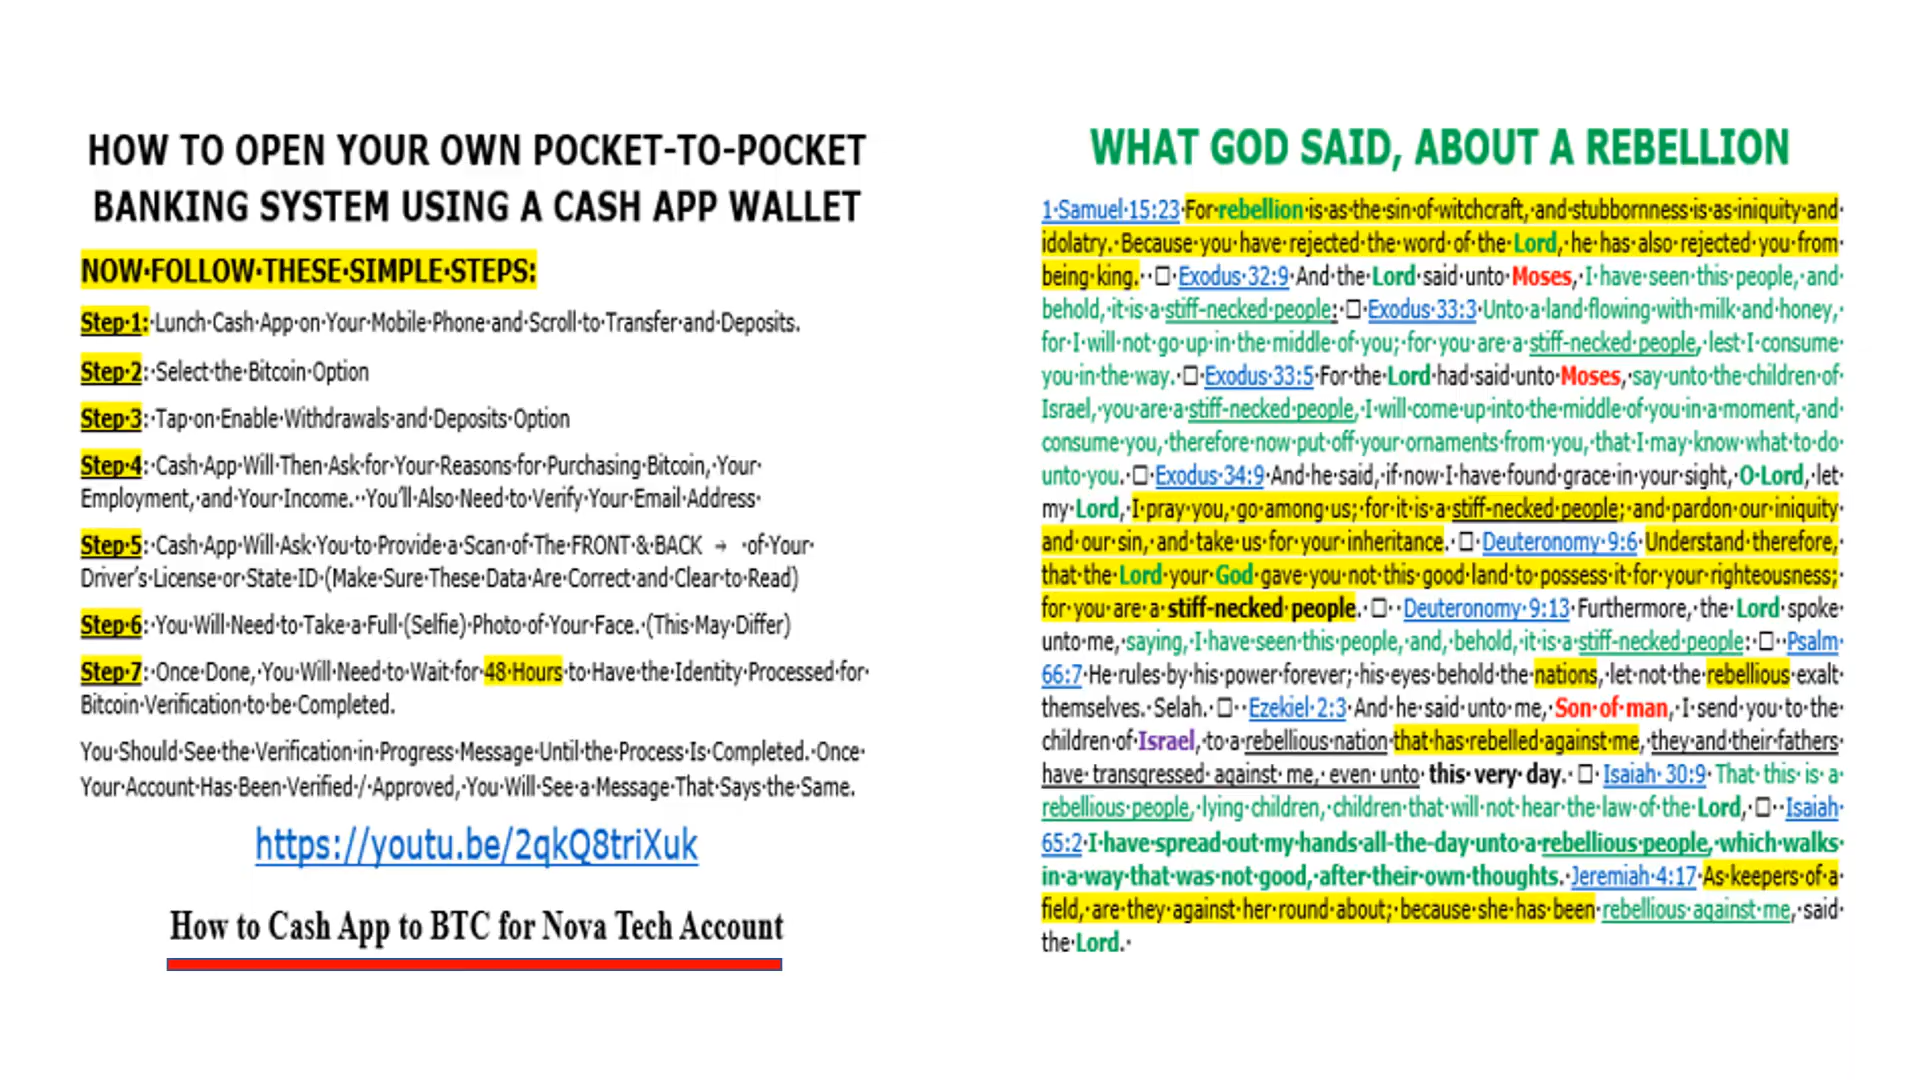 HOW TO OPEN YOUR OWN POCKET-TO-POCKET
BANKING SYSTEM USING A CASH APP WALLET
NOW·FOLLOW·THESE·SIMPLE·STEPS:
Step·1:·Lunch·Cash·App·on·Your·Mobile·Phone·and·Scroll·to·Transfer·and·Deposits.
Step·2:·Select·the·Bitcoin·Option
Step·3:·Tap·on·Enable·Withdrawals·and·Deposits·Option
Step·4:·Cash·App·Will·Then·Ask·for·Your·Reasons·for·Purchasing·Bitcoin,·Your·
Employment,·and·Your·Income.··You'll·Also·Need·to·Verify·Your·Email·Address·
Step·5:·Cash·App·Will·Ask·You·to·Provide·a·Scan·of·The·FRONT·&·BACK → ·of·Your·
Driver's·License·or·State·ID·(Make·Sure·These·Data·Are·Correct·and·Clear·to·Read)
Step·6:·You·Will·Need·to·Take·a·Full·(Selfie)·Photo·of·Your·Face.·(This·May·Differ)
Step·7:·Once·Done,·You·Will·Need·to·Wait·for·48·Hours·to·Have·the·Identity·Processed·for·
Bitcoin·Verification·to·be·Completed.
You·Should·See·the·Verification·in·Progress·Message·Until·the·Process·Is·Completed.·Once·
Your·Account·Has·Been·Verified·/·Approved,·You·Will·See·a·Message·That·Says·the·Same.
https://youtu.be/2qkQ8triXuk
How to Cash App to BTC for Nova Tech Account
WHAT GOD SAID, ABOUT A REBELLION
1·Samuel·15:23·For·rebellion·is·as·the·sin·of·witchcraft,·and·stubbornness·is·as·iniquity·and·
idolatry.·Because·you·have·rejected·the·word·of·the·Lord,·he·has·also·rejected·you·from·
being·king.··□·Exodus·32:9·And·the·Lord·said·unto·Moses,·I·have·seen·this·people,·and·
behold,·it·is·a·stiff-necked·people:·□·Exodus·33:3·Unto·a·land·flowing·with·milk·and·honey,·
for·I·will·not·go·up·in·the·middle·of·you;·for·you·are·a·stiff-necked·people,·lest·I·consume·
you·in·the·way.·□·Exodus·33:5·For·the·Lord·had·said·unto·Moses,·say·unto·the·children·of·
Israel,·you·are·a·stiff-necked·people,·I·will·come·up·into·the·middle·of·you·in·a·moment,·and·
consume·you,·therefore·now·put·off·your·ornaments·from·you,·that·I·may·know·what·to·do·
unto·you.·□·Exodus·34:9·And·he·said,·if·now·I·have·found·grace·in·your·sight,·O·Lord,·let·
my·Lord,·I·pray·you,·go·among·us;·for·it·is·a·stiff-necked·people;·and·pardon·our·iniquity·
and·our·sin,·and·take·us·for·your·inheritance.·□·Deuteronomy·9:6·Understand·therefore,·
that·the·Lord·your·God·gave·you·not·this·good·land·to·possess·it·for·your·righteousness;·
for·you·are·a·stiff-necked·people.·□··Deuteronomy·9:13·Furthermore,·the·Lord·spoke·
unto·me,·saying,·I·have·seen·this·people,·and,·behold,·it·is·a·stiff-necked·people:·□··Psalm·
66:7·He·rules·by·his·power·forever;·his·eyes·behold·the·nations,·let·not·the·rebellious·exalt·
themselves.·Selah.·□··Ezekiel·2:3·And·he·said·unto·me,·Son·of·man,·I·send·you·to·the·
children·of·Israel,·to·a·rebellious·nation·that·has·rebelled·against·me,·they·and·their·fathers·
have·transgressed·against·me,·even·unto·this·very·day.·□·Isaiah·30:9·That·this·is·a·
rebellious·people,·lying·children,·children·that·will·not·hear·the·law·of·the·Lord,·□··Isaiah·
65:2·I·have·spread·out·my·hands·all·the·day·unto·a·rebellious·people,·which·walks·
in·a·way·that·was·not·good,·after·their·own·thoughts.·Jeremiah·4:17·As·keepers·of·a·
field,·are·they·against·her·round·about;·because·she·has·been·rebellious·against·me,·said·
the·Lord.·